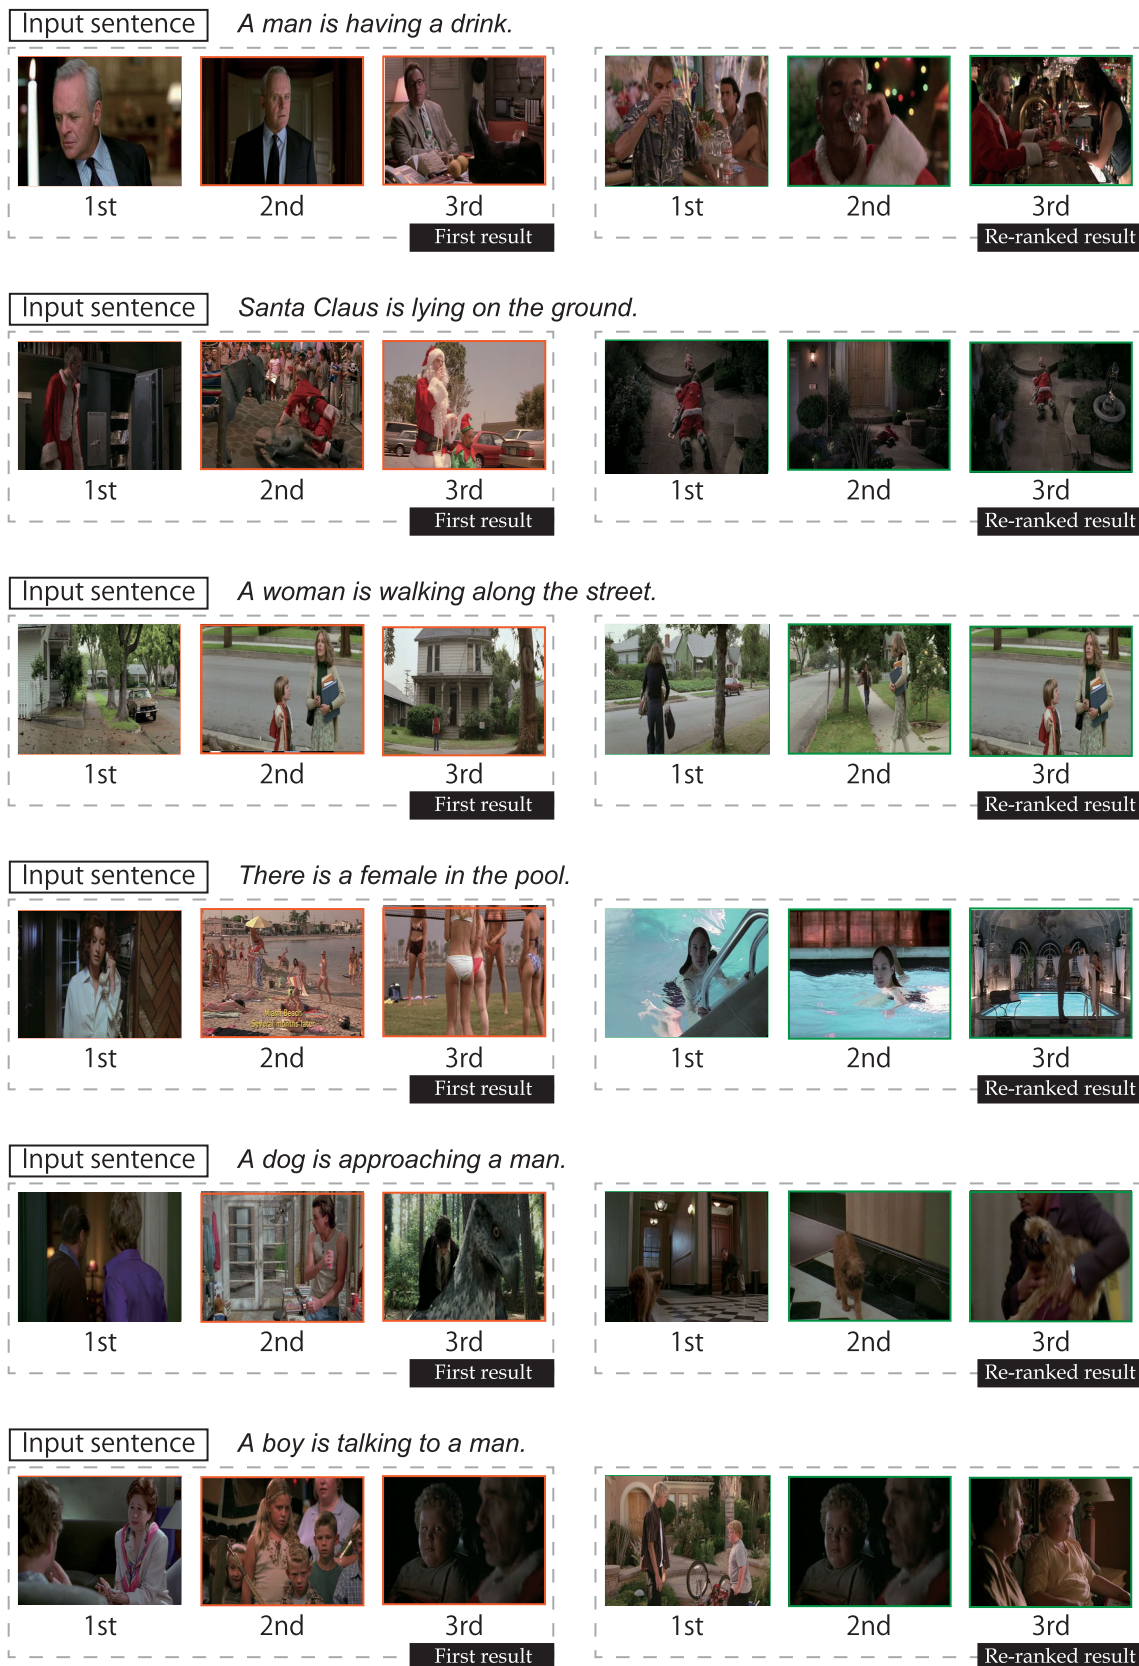 Input sentence A man is having a drink.
1st 2nd 3rd 1st 2nd 3rd
First result Re-ranked result
Input sentence Santa Claus is lying on the ground.
1st 2nd 3rd 1st 2nd 3rd
First result Re-ranked result
Input sentence A woman is walking along the street.
1st 2nd 3rd 1st 2nd 3rd
First result Re-ranked result
Input sentence There is a female in the pool.
Miami Beach
Several months later
1st 2nd 3rd 1st 2nd 3rd
First result Re-ranked result
Input sentence A dog is approaching a man.
1st 2nd 3rd 1st 2nd 3rd
First result Re-ranked result
Input sentence A boy is talking to a man.
1st 2nd 3rd 1st 2nd 3rd
First result Re-ranked result